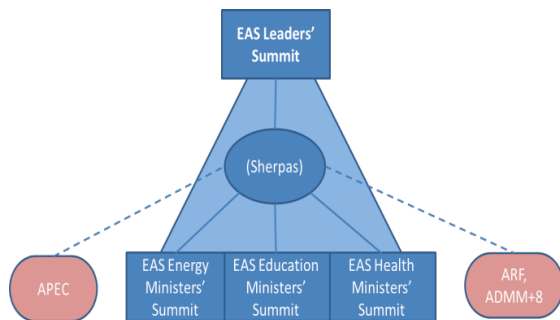 EAS Leaders’
Summit
(Sherpas)
APEC
EAS Energy
Ministers’
Summit
EAS Education
Ministers’
Summit
EAS Health
Ministers’
Summit
ARF,
ADMM+8